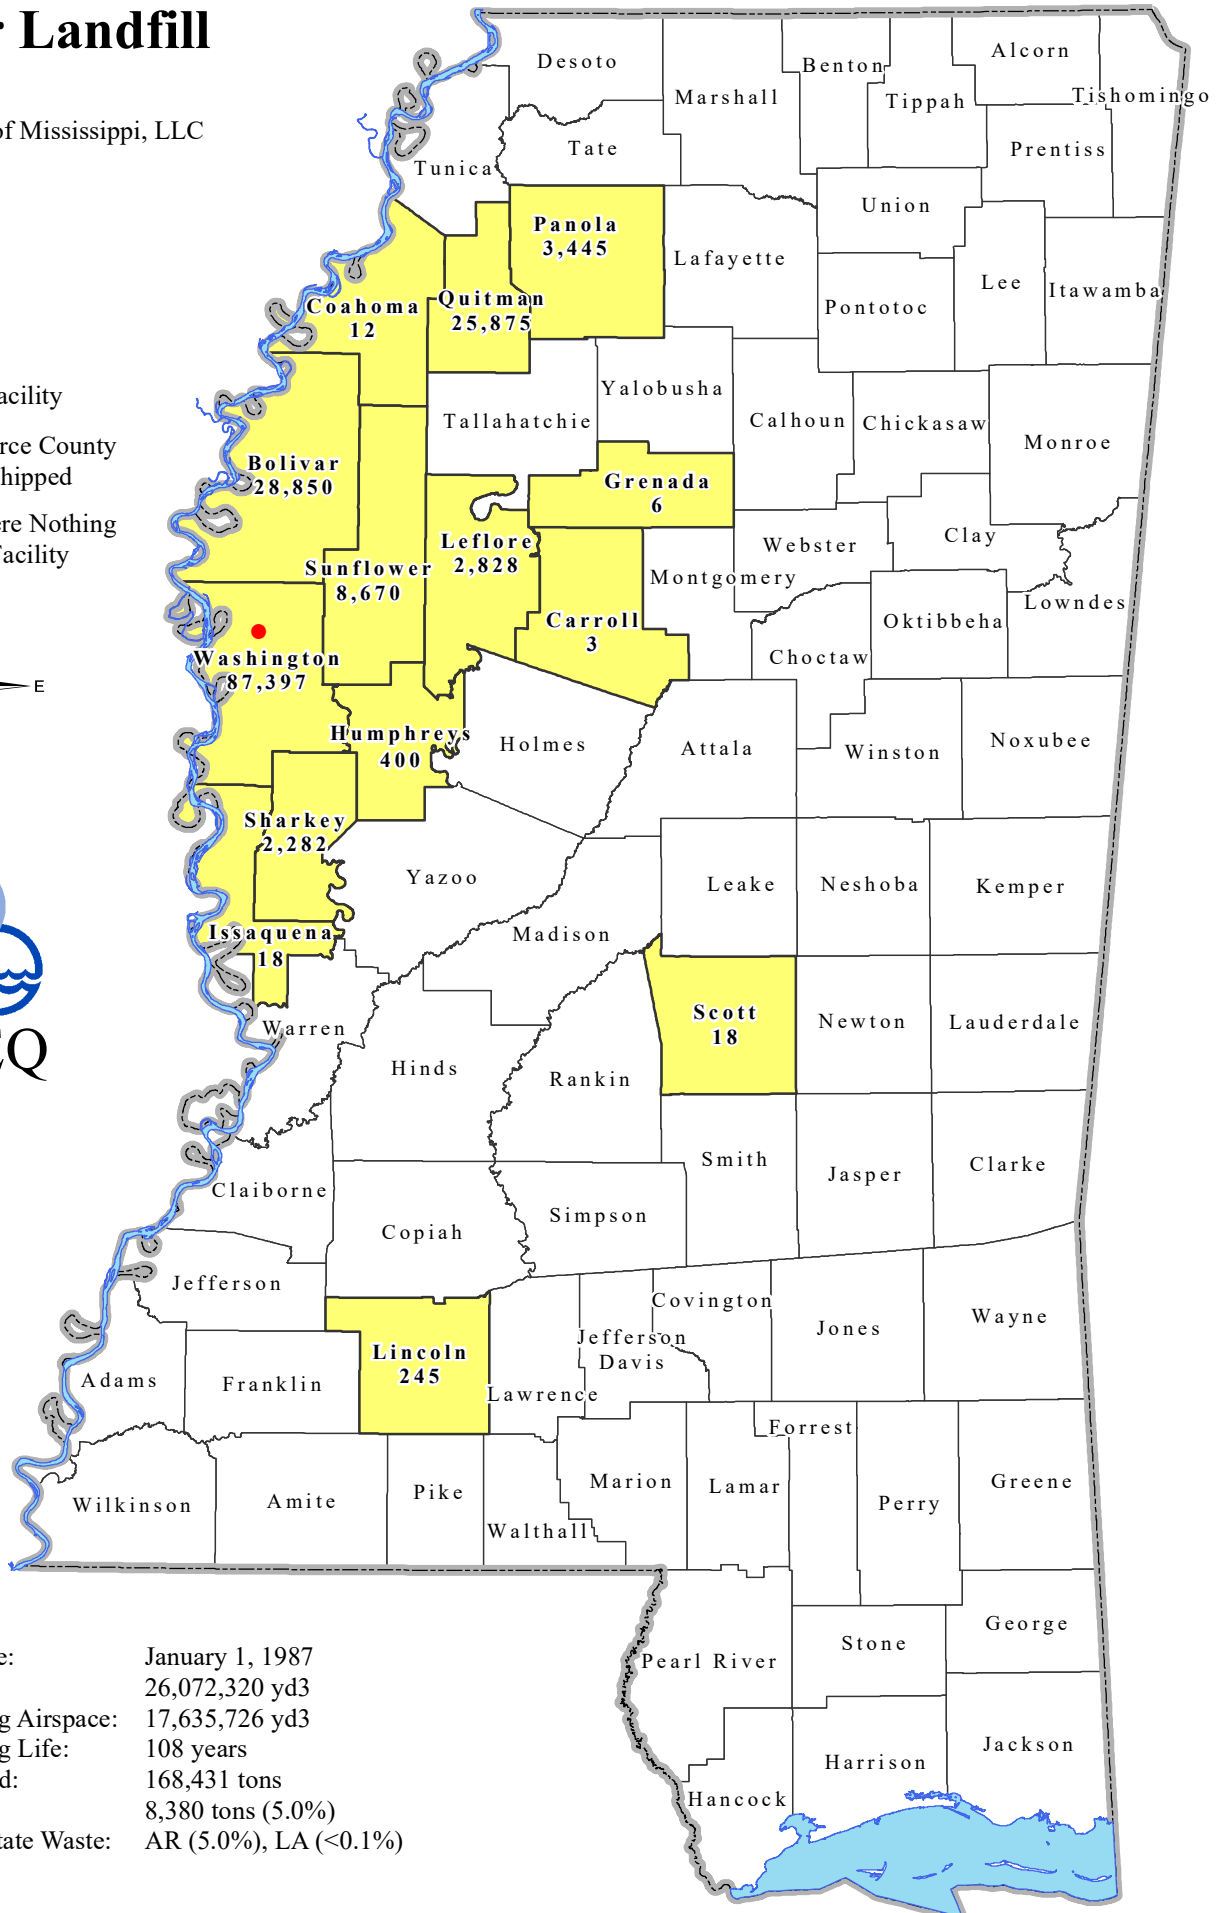 r Landfill
of Mississippi, LLC
acility
rce County
hipped
ere Nothing
Facility
E
CQ
Desoto
Marshall
Benton
Tippah
Alcorn
Tishomingo
Prentiss
Tunica
Tate
Union
Panola
3,445
Lafayette
Pontotoc
Lee
Itawamba
Coahoma
12
Quitman
25,875
Yalobusha
Tallahatchie
Calhoun
Chickasaw
Monroe
Bolivar
28,850
Grenada
6
Sunflower
8,670
Leflore
2,828
Webster
Clay
Montgomery
Lowndes
Carroll
3
Oktibbeha
Choctaw
Washington
87,397
Humphreys
400
Holmes
Attala
Winston
Noxubee
Sharkey
2,282
Yazoo
Leake
Neshoba
Kemper
Issaquena
18
Madison
Warren
Scott
18
Newton
Lauderdale
Hinds
Rankin
Smith
Jasper
Clarke
Claiborne
Copiah
Simpson
Jefferson
Covington
Jones
Wayne
Jefferson
Davis
Lincoln
245
Adams
Franklin
Lawrence
Forrest
Wilkinson
Amite
Pike
Walthall
Marion
Lamar
Perry
Greene
Pearl River
Stone
George
Hancock
Harrison
Jackson
e: January 1, 1987
26,072,320 yd3
g Airspace: 17,635,726 yd3
g Life: 108 years
d: 168,431 tons
8,380 tons (5.0%)
tate Waste: AR (5.0%), LA (<0.1%)